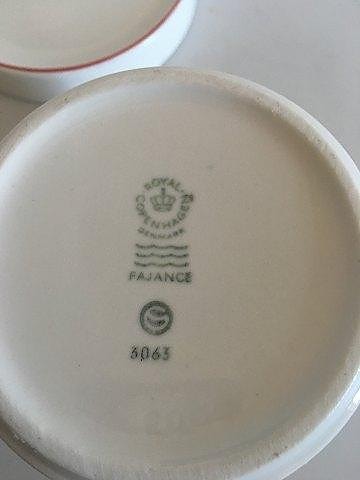 ROYAL
COPENHAGEN
DENMARK
FAJANCE
S
3063